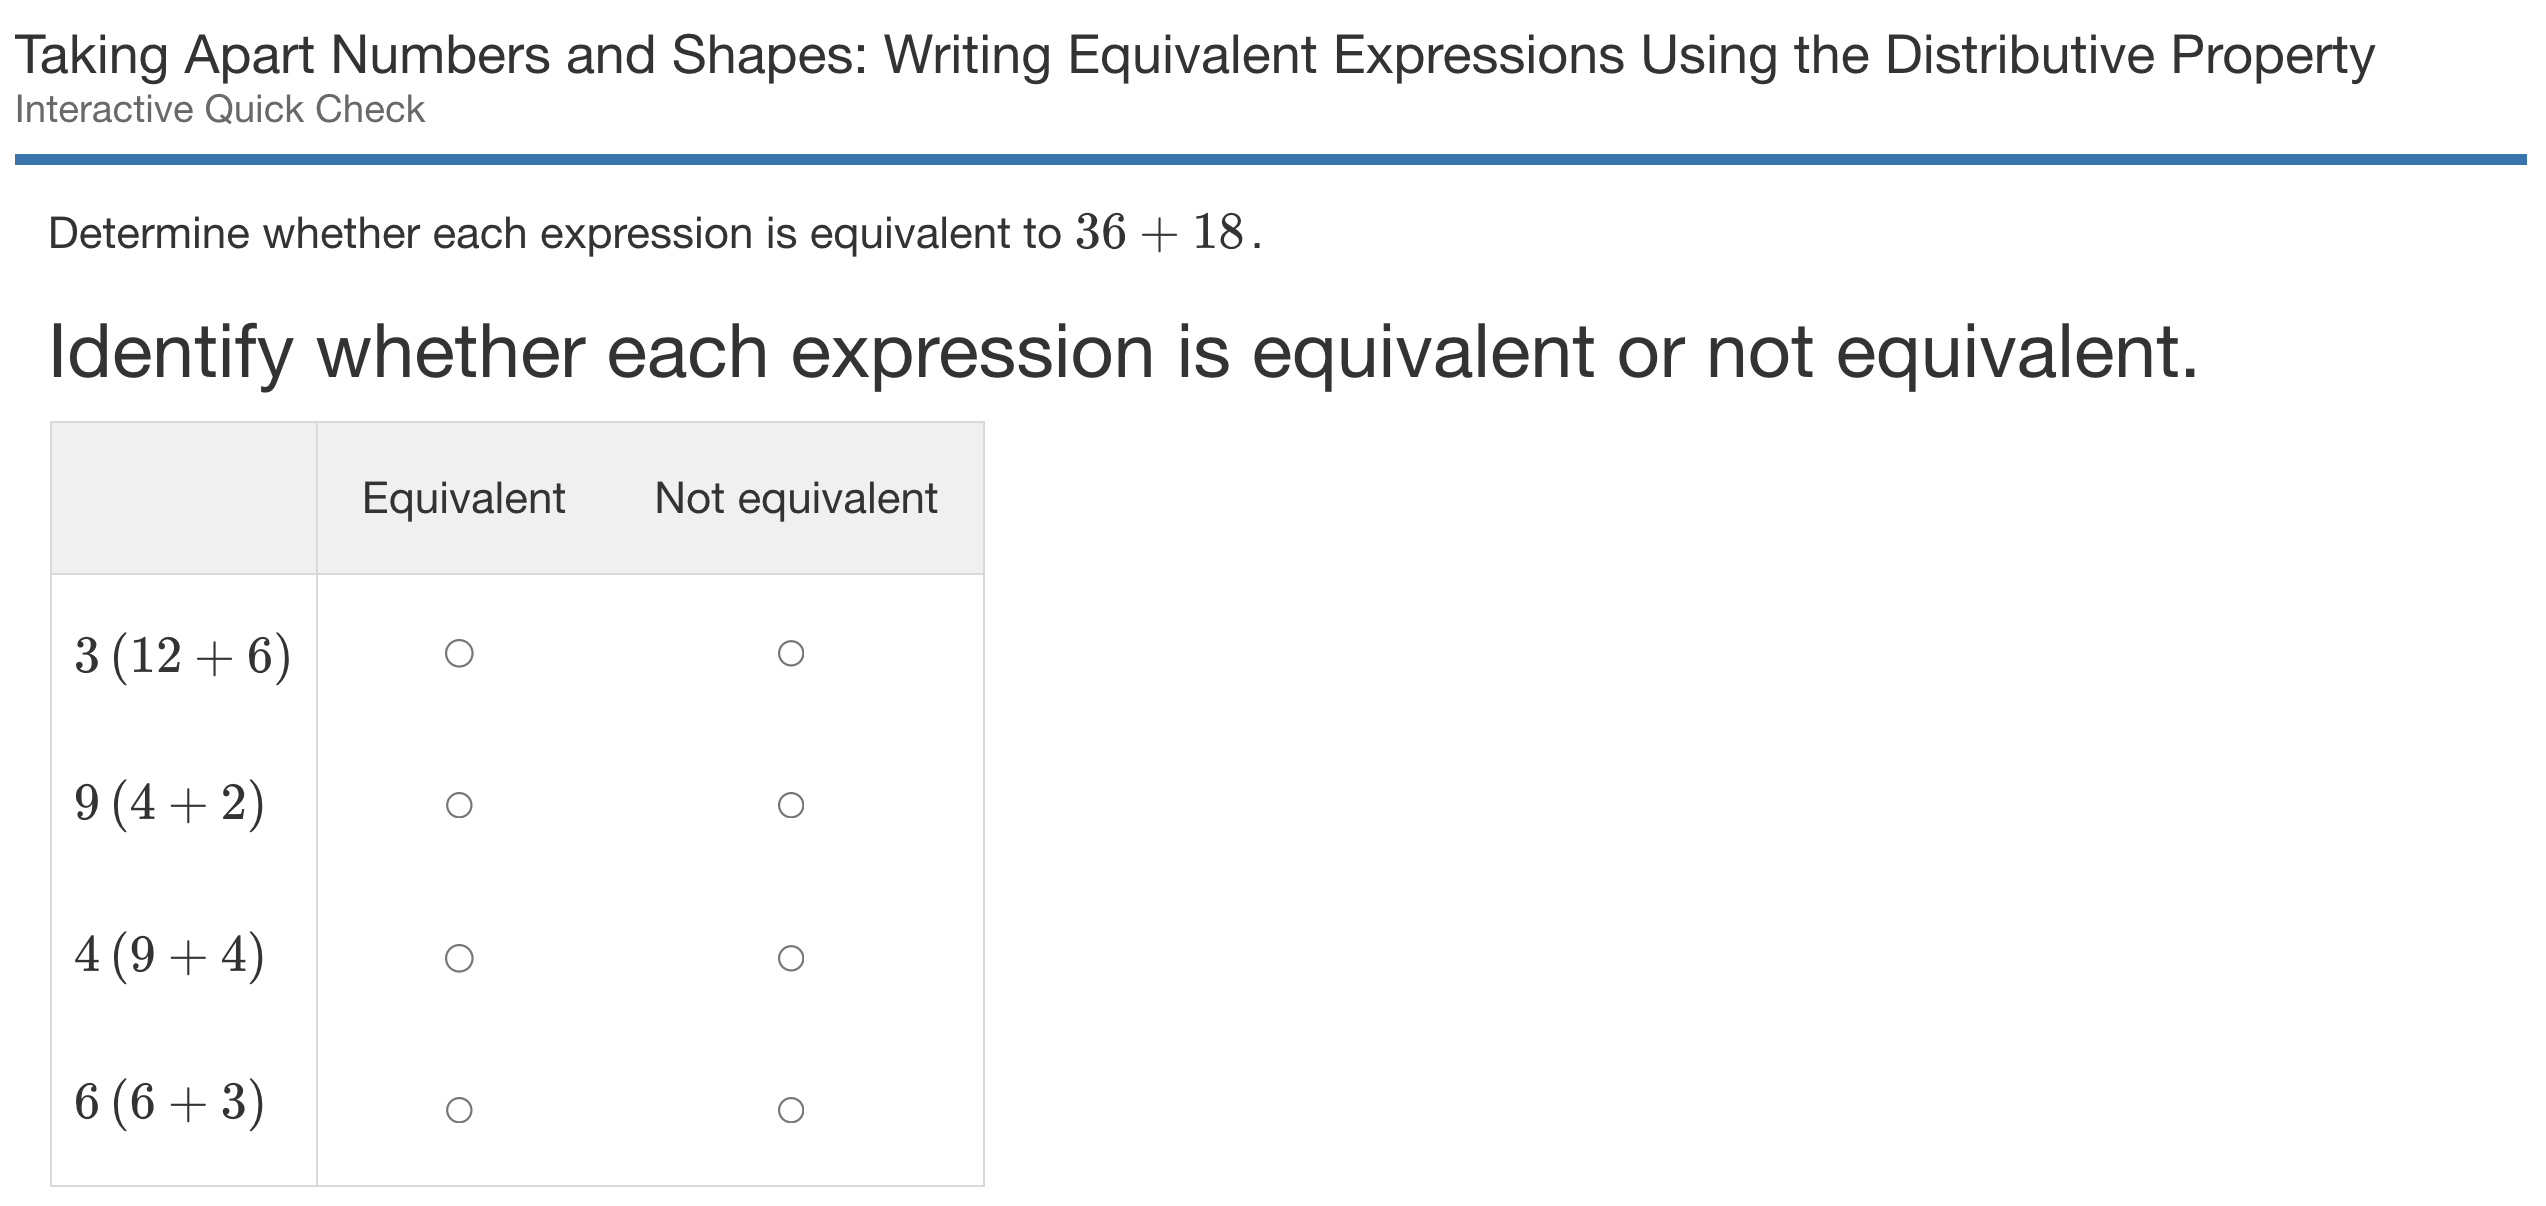 Taking Apart Numbers and Shapes: Writing Equivalent Expressions Using the Distributive Property
Interactive Quick Check
Determine whether each expression is equivalent to 36 + 18.
Identify whether each expression is equivalent or not equivalent.
Equivalent Not equivalent
3 (12 + 6)
9 (4 + 2)
4 (9 + 4)
6 (6 + 3)